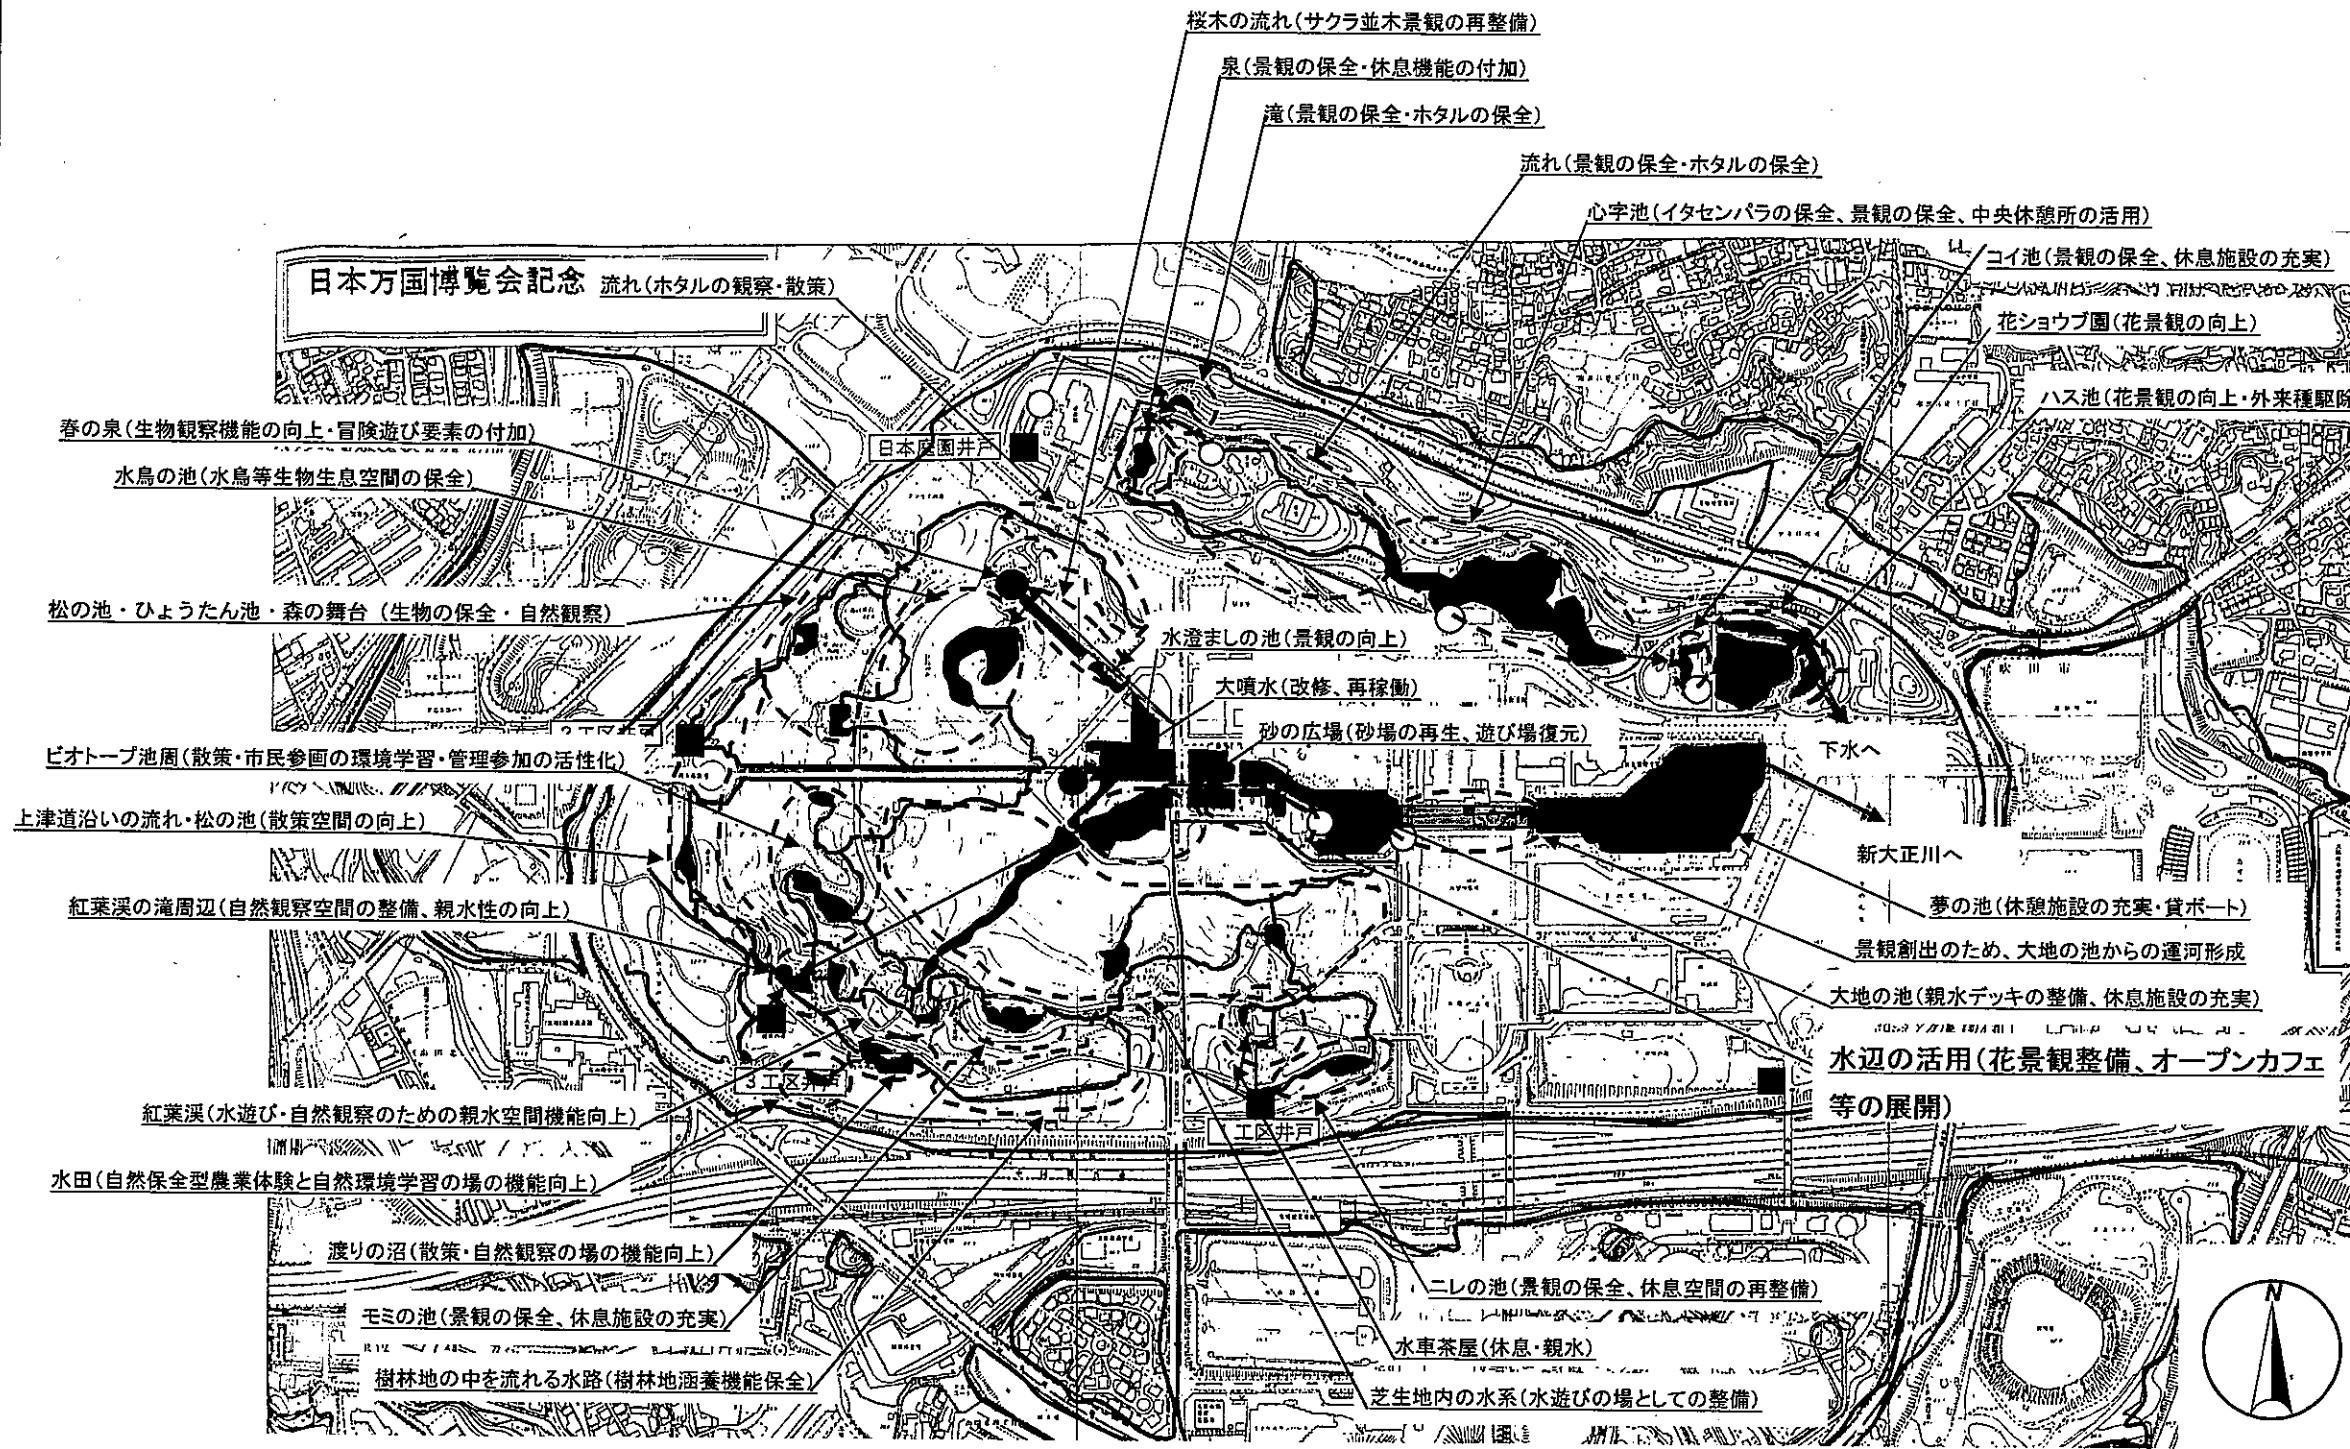 桜木の流れ(サクラ並木景観の再整備)
泉(景観の保全・休息機能の付加)
滝(景観の保全・ホタルの保全)
流れ(景観の保全・ホタルの保全)
心字池(イタセンパラの保全、景観の保全、中央休憩所の活用)
コイ池(景観の保全、休息施設の充実)
日本万国博覧会記念
流れ(ホタルの観察・散策)
花ショウブ園(花景観の向上)
ハス池(花景観の向上・外来種駆除
春の泉(生物観察機能の向上・冒険遊び要素の付加)
日本庭園井戸
水鳥の池(水鳥等生物生息空間の保全)
松の池・ひょうたん池・森の舞台(生物の保全・自然観察)
水澄ましの池(景観の向上)
大噴水(改修、再稼働)
砂の広場(砂場の再生、遊び場復元)
下水へ
ビオトープ池周(散策・市民参画の環境学習・管理参加の活性化)
上津道沿いの流れ・松の池(散策空間の向上)
新大正川へ
紅葉渓の滝周辺(自然観察空間の整備、親水性の向上)
夢の池(休憩施設の充実・貸ボート)
景観創出のため、大地の池からの運河形成
大地の池(親水デッキの整備、休息施設の充実)
水辺の活用(花景観整備、オープンカフェ
等の展開)
3工区井戸
紅葉渓(水遊び・自然観察のための親水空間機能向上)
工区井戸
水田(自然保全型農業体験と自然環境学習の場の機能向上)
渡りの沼(散策・自然観察の場の機能向上)
ニレの池(景観の保全、休息空間の再整備)
モミの池(景観の保全、休息施設の充実)
水車茶屋(休息・親水)
樹林地の中を流れる水路(樹林地涵養機能保全)
芝生地内の水系(水遊びの場としての整備)
N